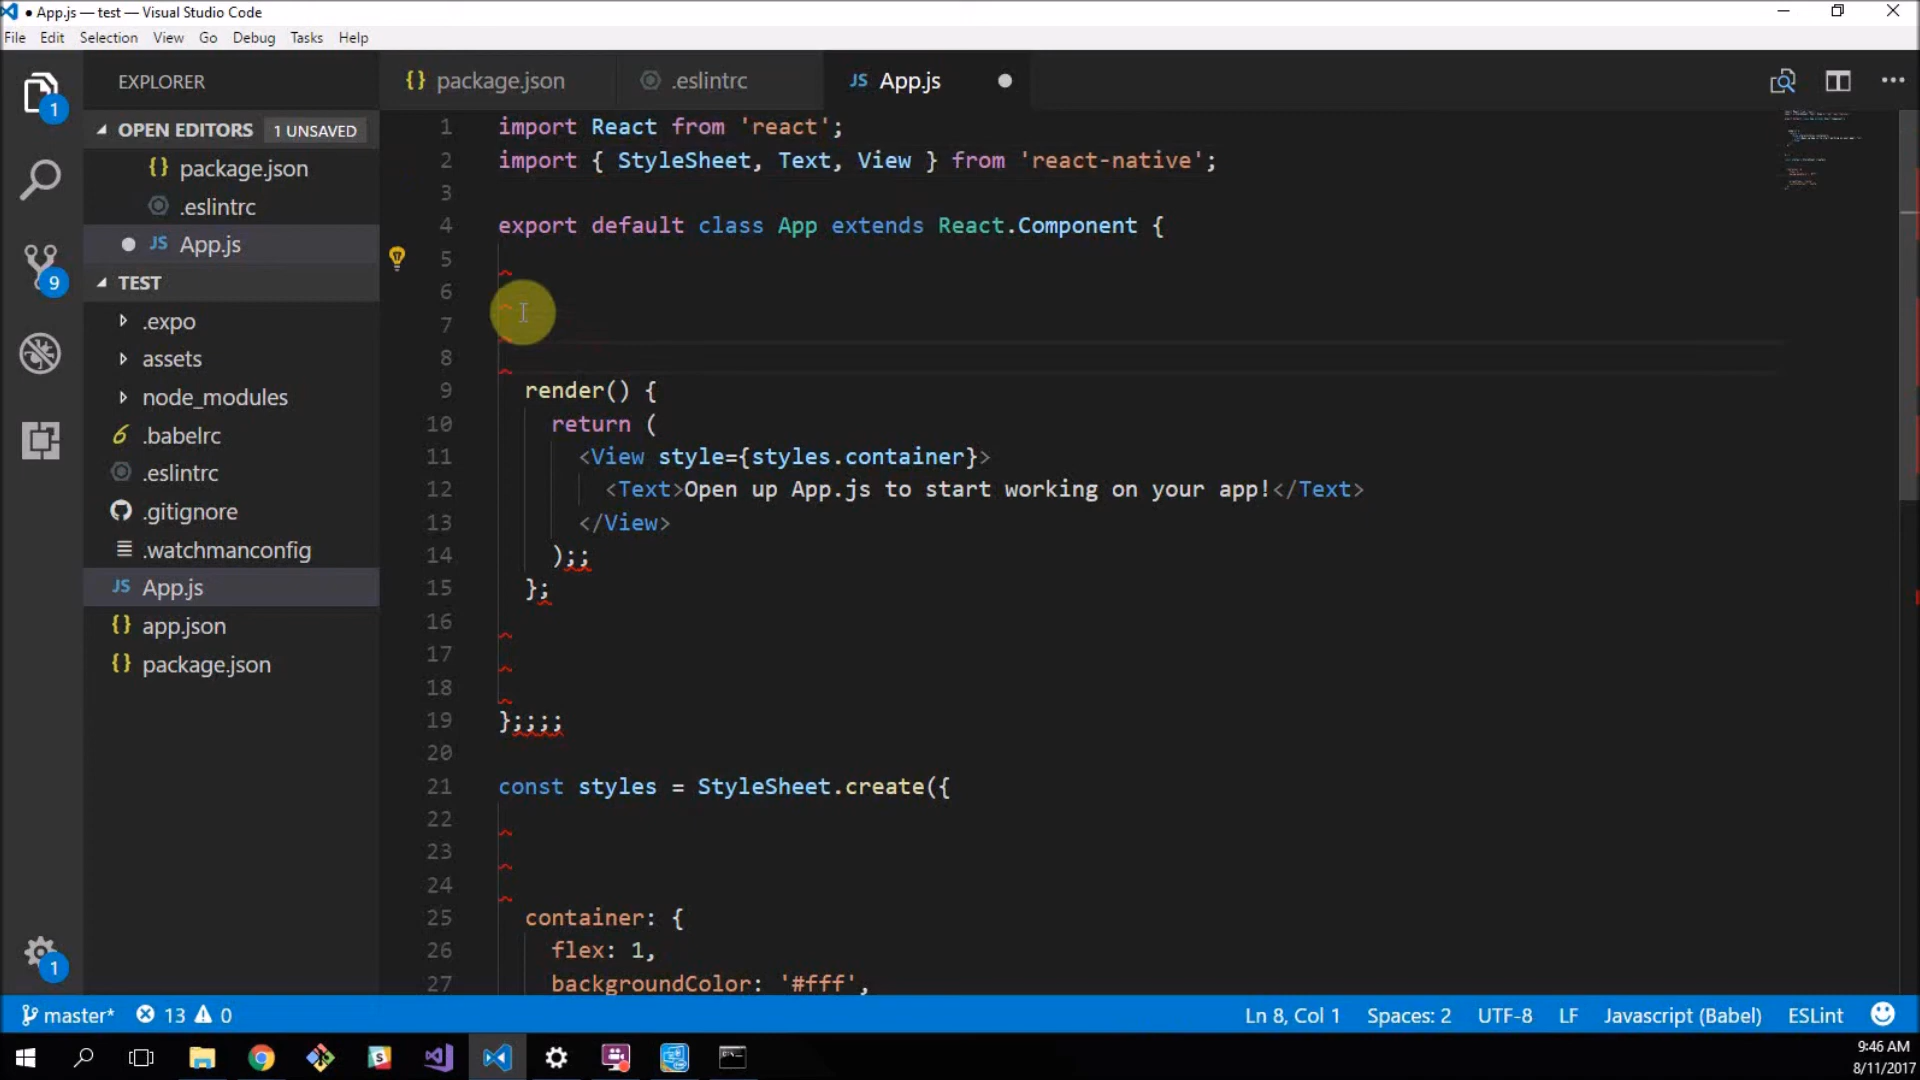 ● App.js — test — Visual Studio Code
File Edit Selection View Go Debug Tasks Help
EXPLORER
OPEN EDITORS 1 UNSAVED
{} package.json
.eslintrc
● JS App.js
TEST
.expo
assets
node_modules
6 .babelrc
.eslintrc
.gitignore
.watchmanconfig
JS App.js
{} app.json
{} package.json
1
9
1
{} package.json .eslintrc JS App.js ●
1 import React from 'react';
2 import { StyleSheet, Text, View } from 'react-native';
3
4 export default class App extends React.Component {
5
6
7
8
9 render() {
10 return (
11 <View style={styles.container}>
12 <Text>Open up App.js to start working on your app!</Text>
13 </View>
14 );;
15 };
16
17
18
19 };;;;
20
21 const styles = StyleSheet.create({
22
23
24
25 container: {
26 flex: 1,
27 backgroundColor: '#fff',
master* 13 0 Ln 8, Col 1 Spaces: 2 UTF-8 LF Javascript (Babel) ESLint
9:46 AM
8/11/2017